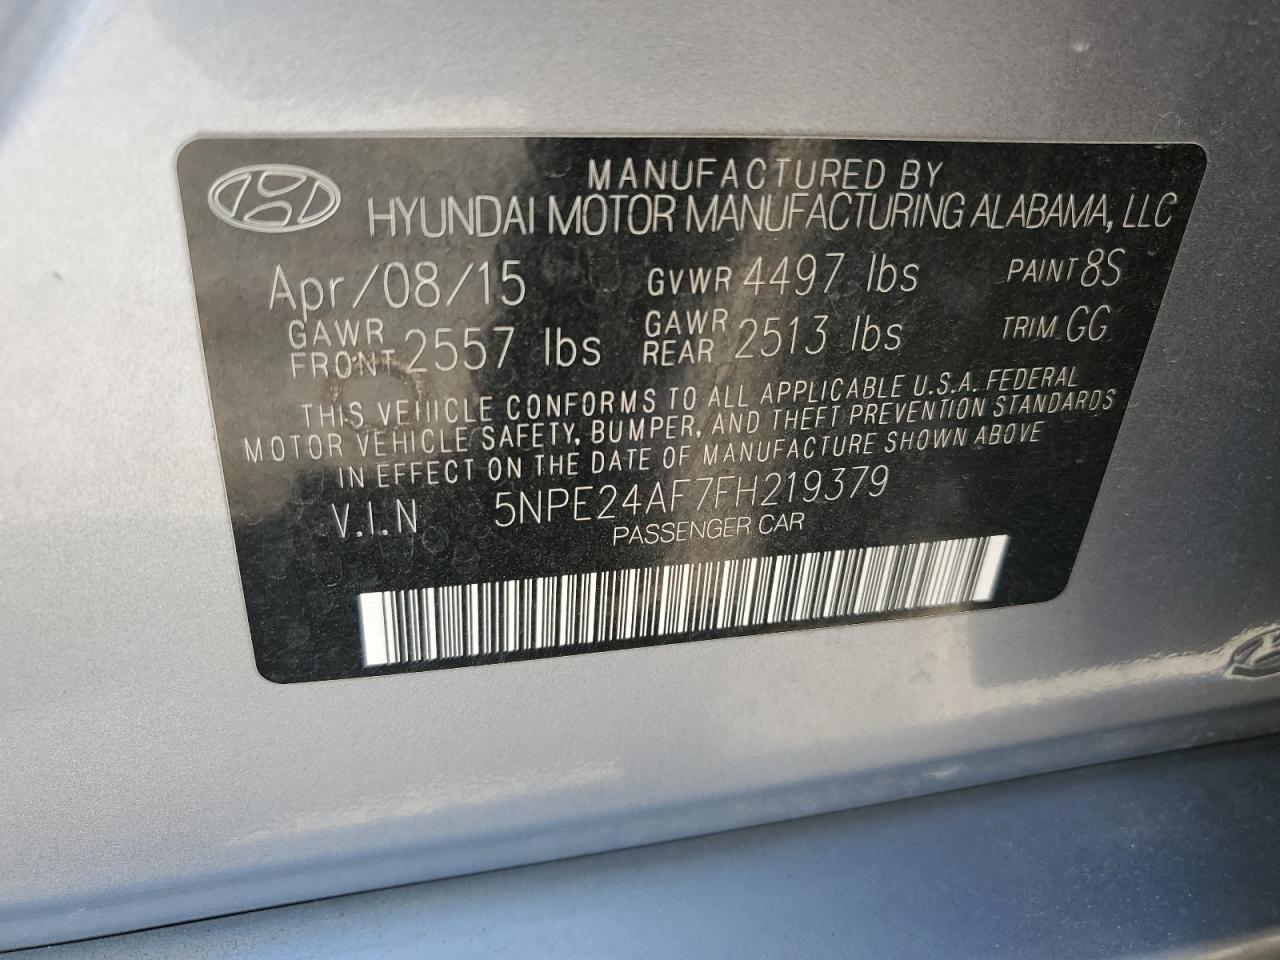 MANUFACTURED BY
HYUNDAI MOTOR MANUFACTURING ALABAMA, LLC
Apr/08/15 GVWR 4497 lbs PAINT 8S
GAWR FRONT 2557 lbs GAWR REAR 2513 lbs TRIM GG
THIS VEHICLE CONFORMS TO ALL APPLICABLE U.S.A. FEDERAL
MOTOR VEHICLE SAFETY, BUMPER, AND THEFT PREVENTION STANDARDS
IN EFFECT ON THE DATE OF MANUFACTURE SHOWN ABOVE
V.I.N 5NPE24AF7FH219379
PASSENGER CAR